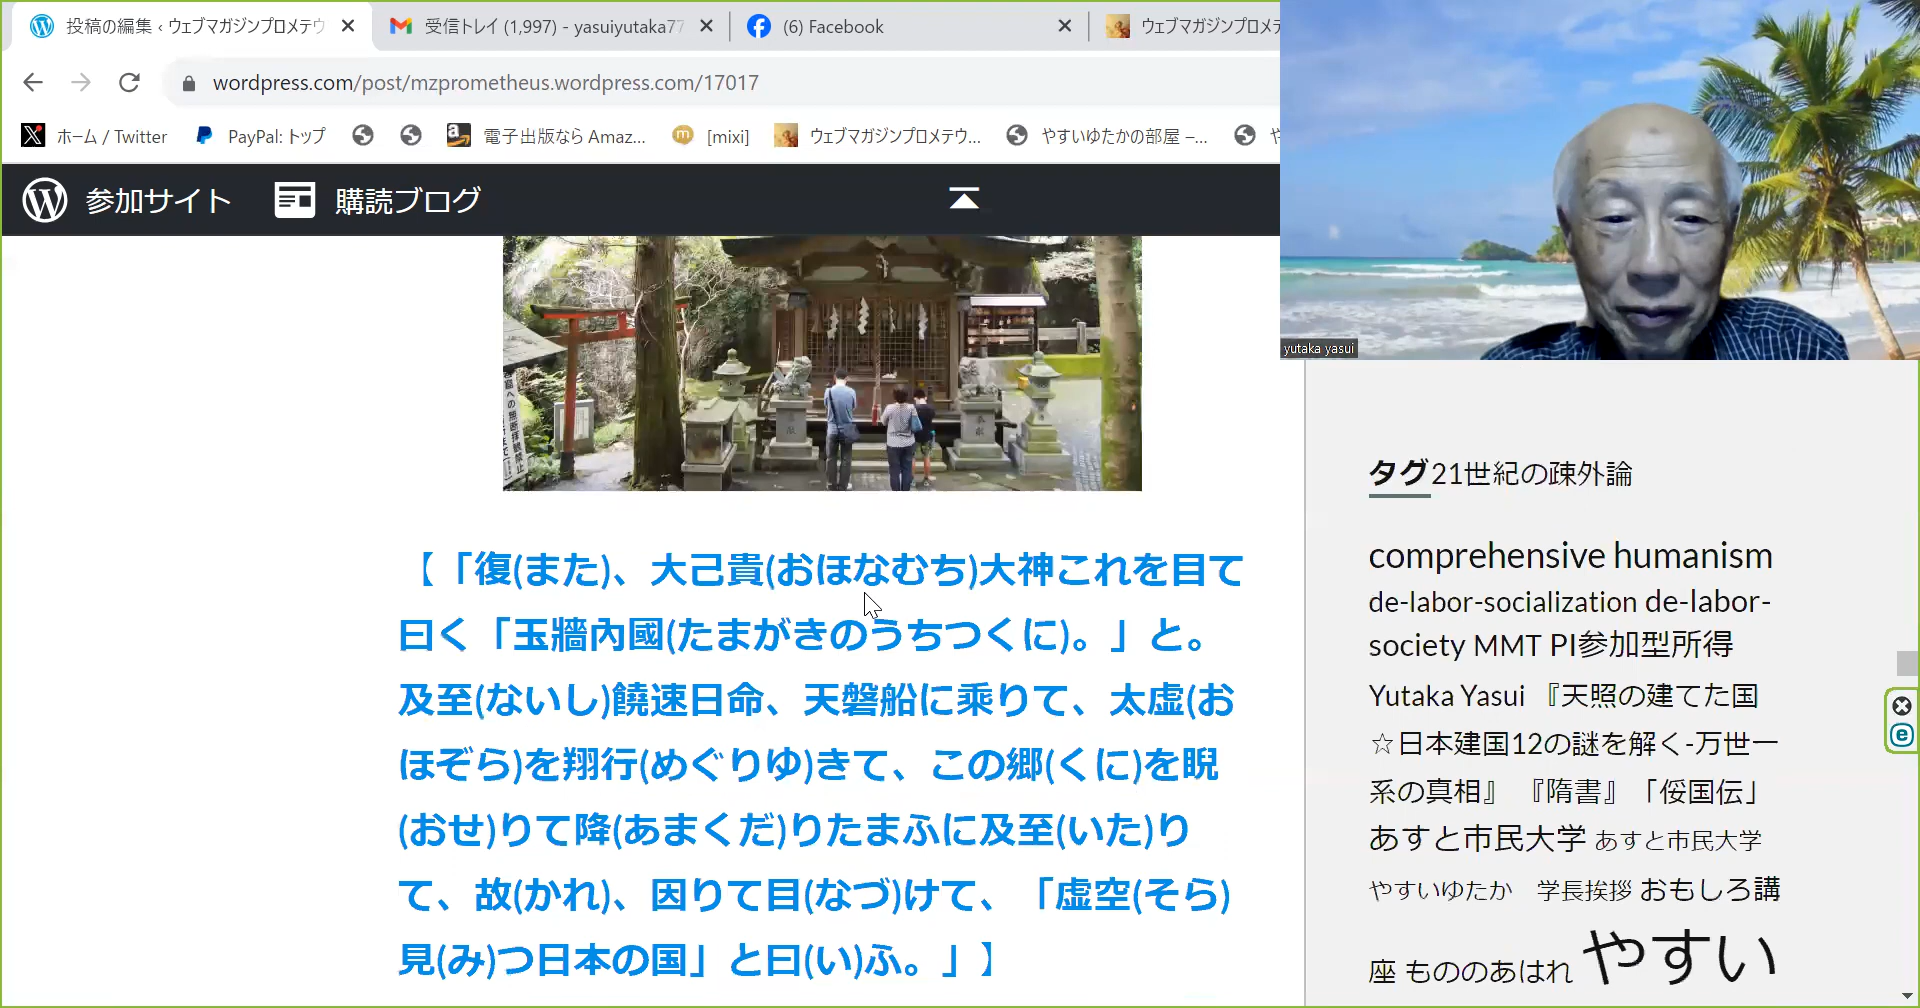 投稿の編集 ‹ ウェブマガジンプロメテウ
受信トレイ (1,997) - yasuiyutaka77
(6) Facebook
ウェブマガジンプロメテ
wordpress.com/post/mzprometheus.wordpress.com/17017
ホーム / Twitter
PayPal: トップ
電子出版なら Amaz...
[mixi]
ウェブマガジンプロメテウ...
やすいゆたかの部屋 –...
や
参加サイト
購読ブログ
yutaka yasui
【「復(また)、大己貴(おほなむち)大神これを目て
曰く「玉牆內國(たまがきのうちつくに)。」と。
及至(ないし)饒速日命、天磐船に乘りて、太虚(お
ほぞら)を翔行(めぐりゆ)きて、この郷(くに)を睨
(おせ)りて降(あまくだ)りたまふに及至(いた)り
て、故(かれ)、因りて目(なづ)けて、「虚空(そら)
見(み)つ日本の国」と曰(い)ふ。」】
タグ21世紀の疎外論
comprehensive humanism
de-labor-socialization de-labor-
society MMT PI参加型所得
Yutaka Yasui 『天照の建てた国
☆日本建国12の謎を解く-万世一
系の真相』 『隋書』「俀国伝」
あすと市民大学 あすと市民大学
やすいゆたか 学長挨拶 おもしろ講
座 もののあはれ やすい